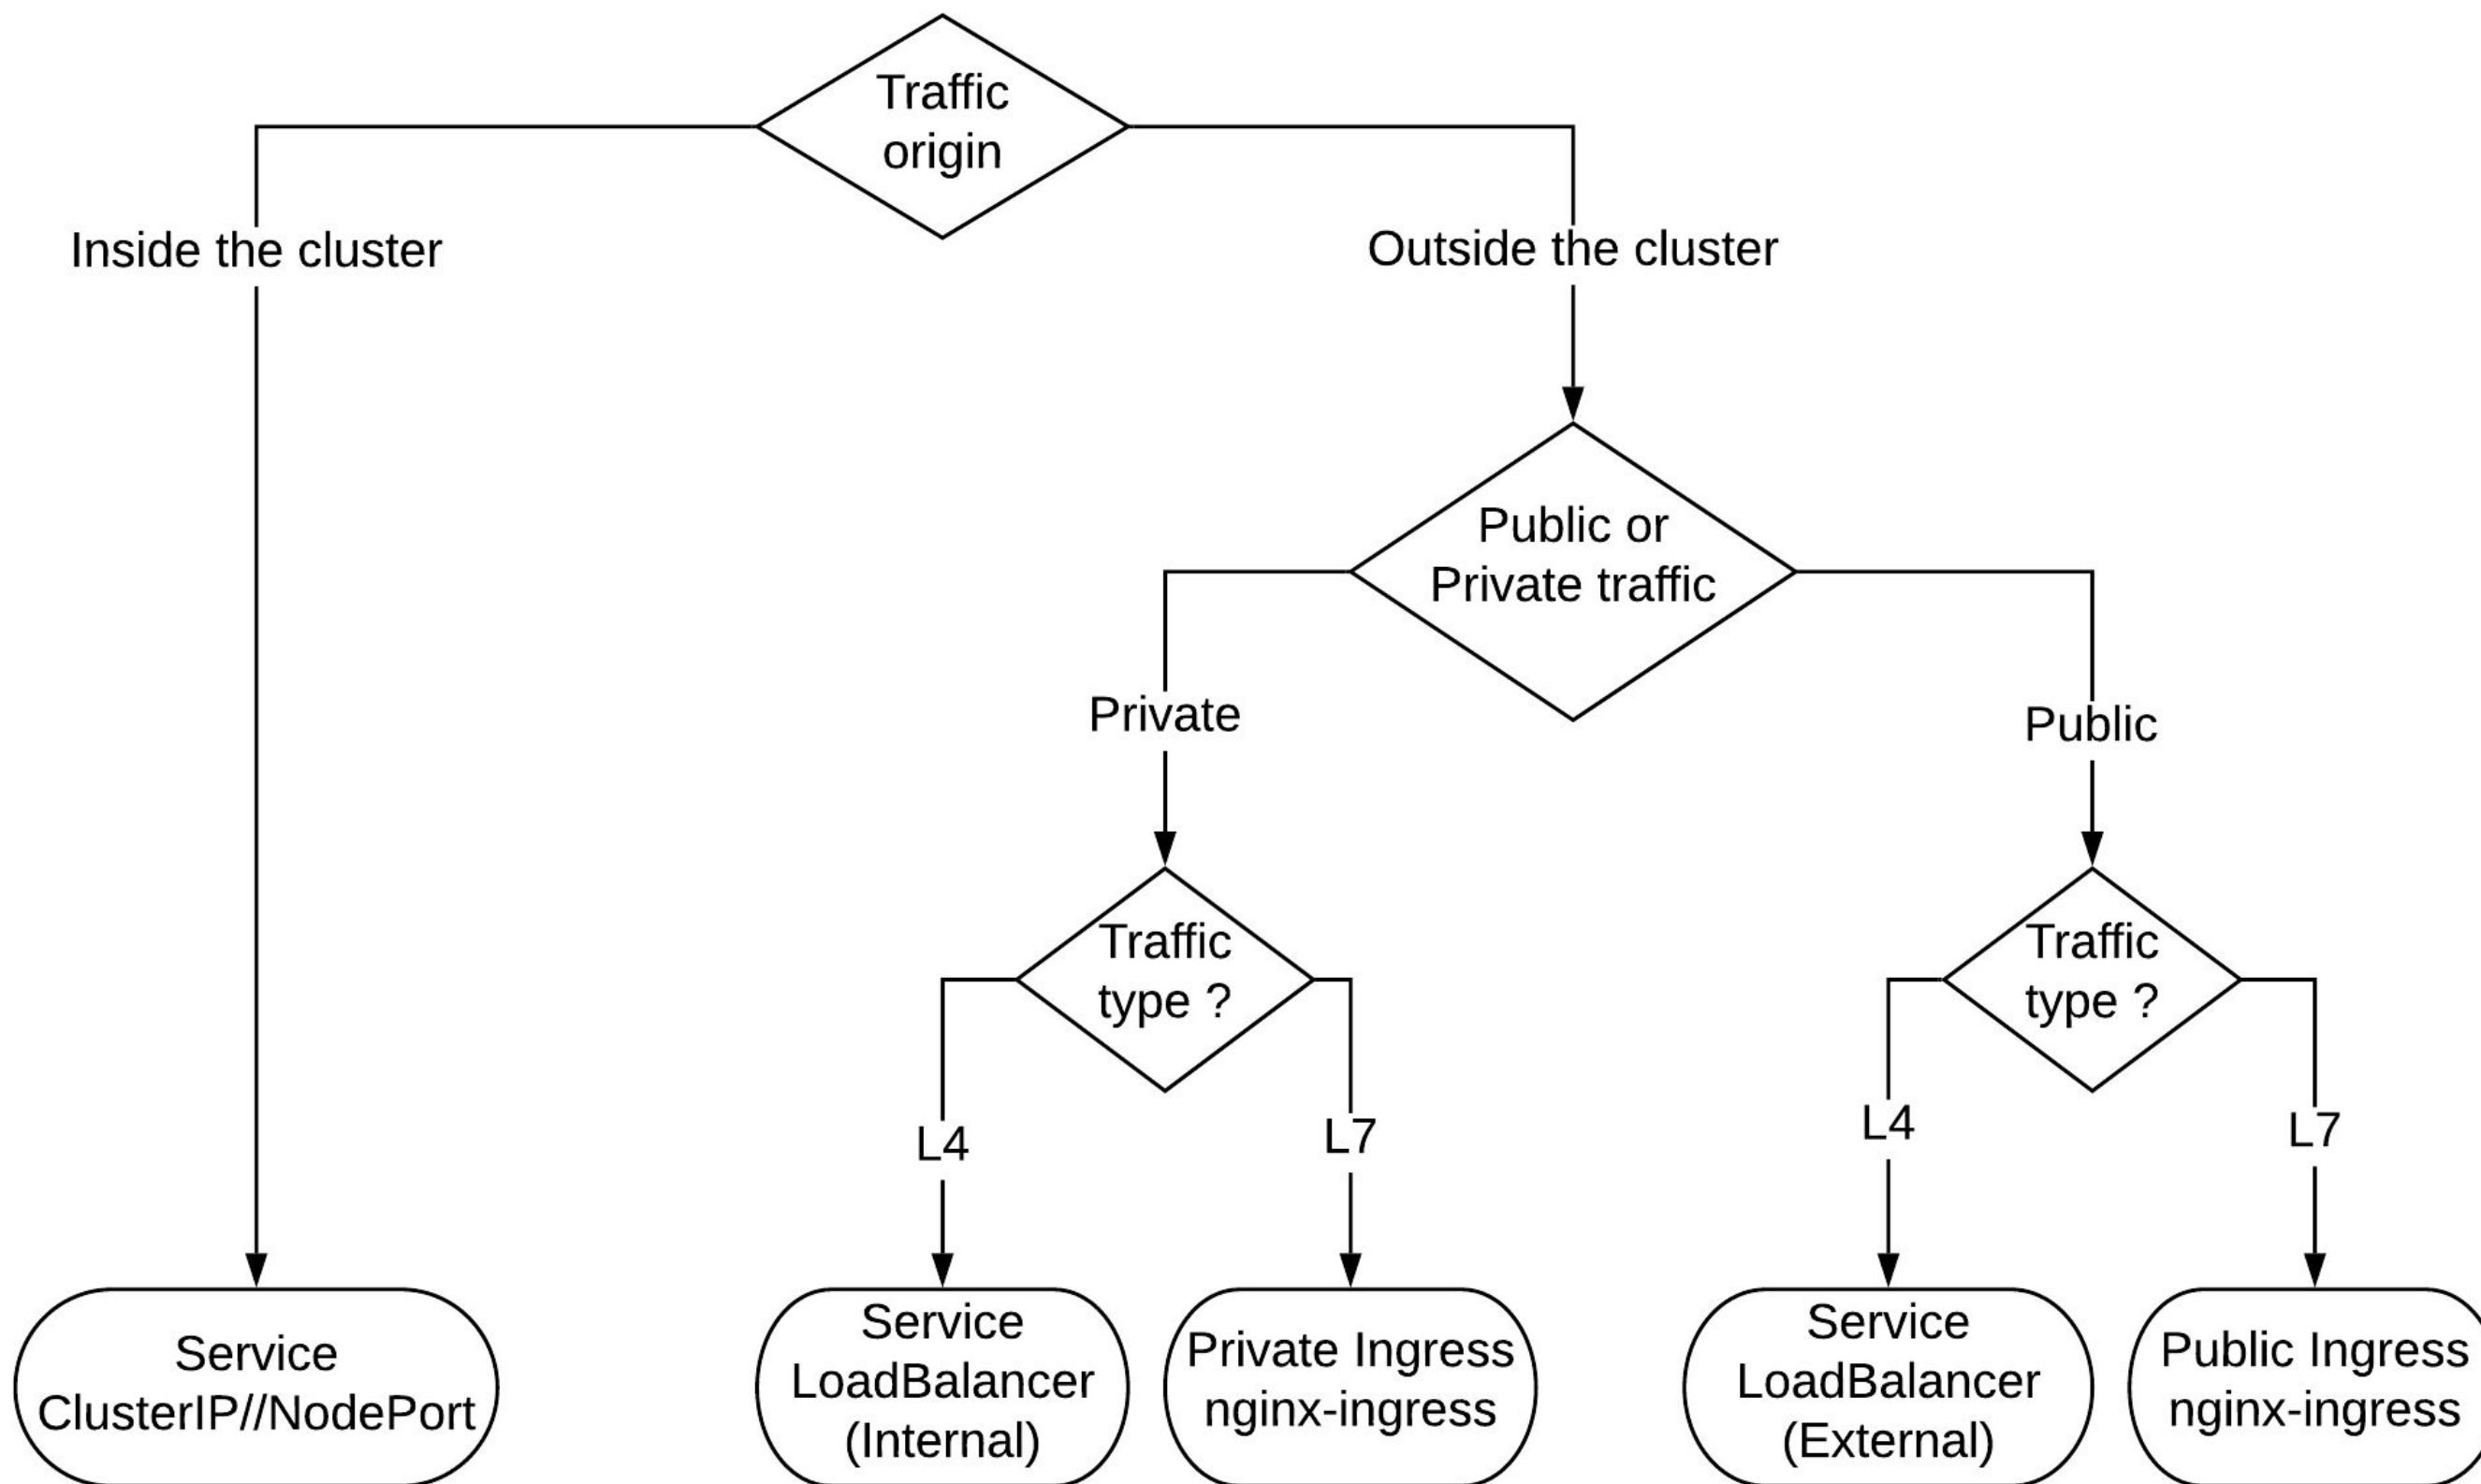 Traffic
origin
Inside the cluster
Outside the cluster
Public or
Private traffic
Private
Public
Traffic
type ?
Traffic
type ?
L4
L7
L4
L7
Service
ClusterIP//NodePort
Service
LoadBalancer
(Internal)
Private Ingress
nginx-ingress
Service
LoadBalancer
(External)
Public Ingress
nginx-ingress